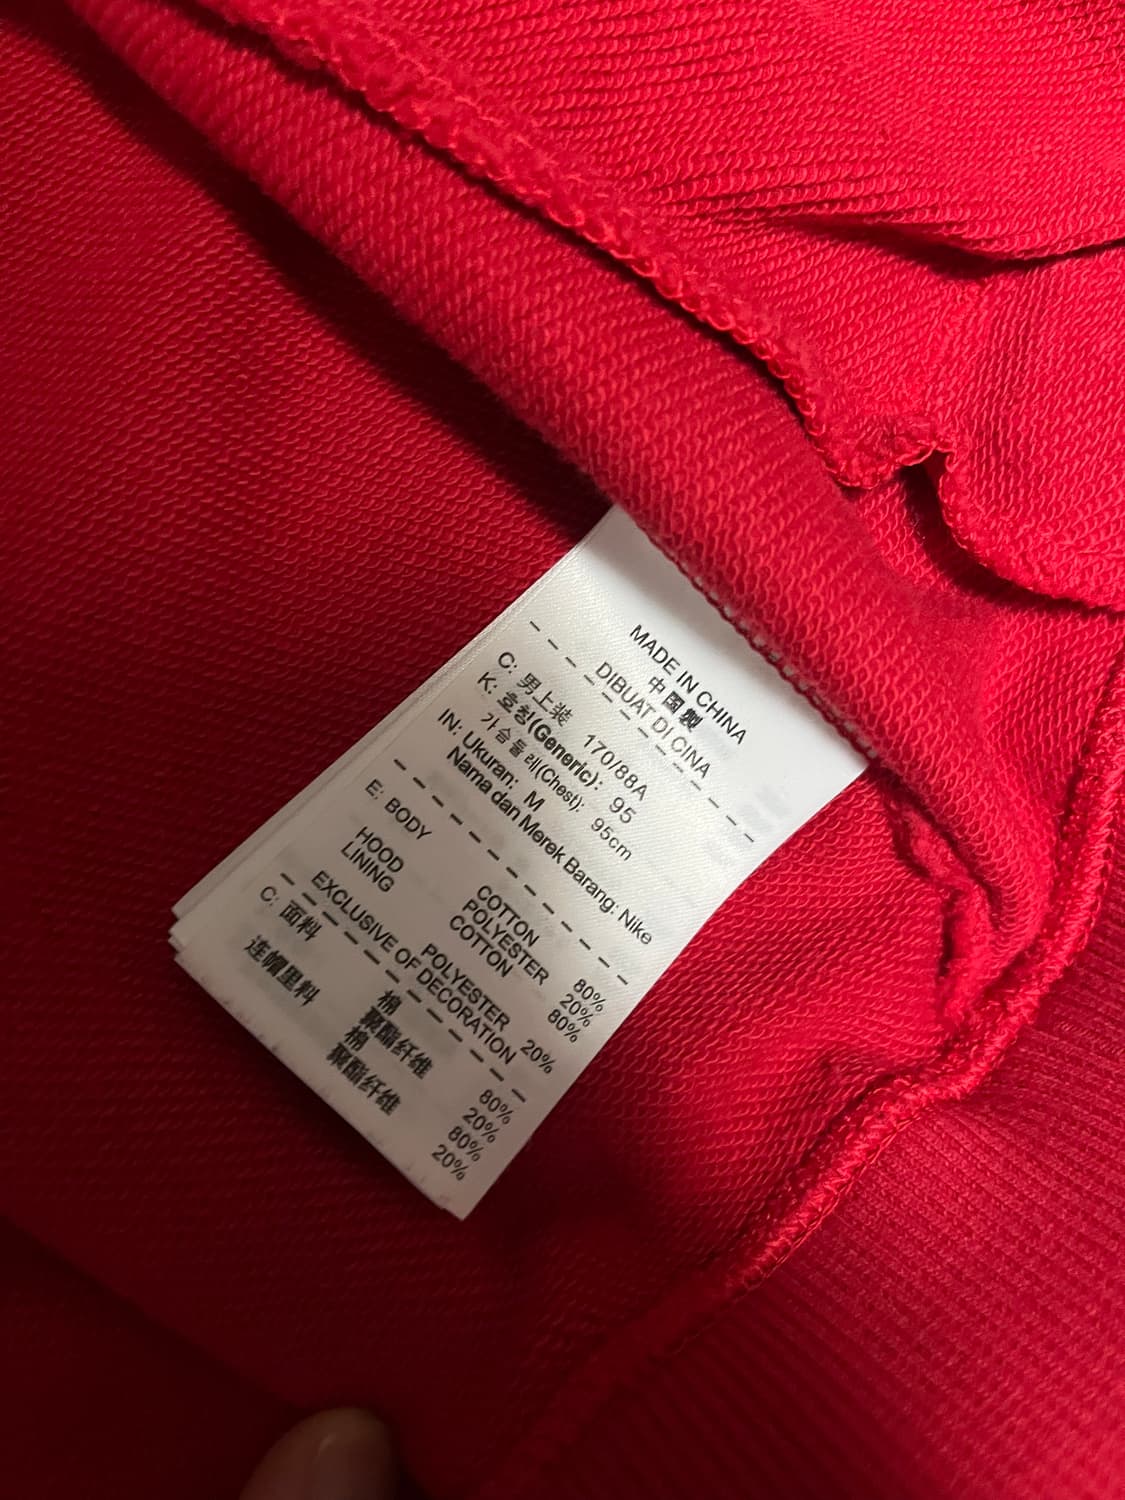 MADE IN CHINA
中国製
DIBUAT DI CINA
C: 男上装 170/88A
K: 호칭(Generic): 95
가슴둘레(Chest): 95cm
IN: Ukuran: M
Nama dan Merek Barang: Nike
E: BODY COTTON 80%
POLYESTER 20%
HOOD COTTON 80%
LINING POLYESTER 20%
EXCLUSIVE OF DECORATION
C: 面料 棉 80%
聚酯纤维 20%
连帽里料 棉 80%
聚酯纤维 20%